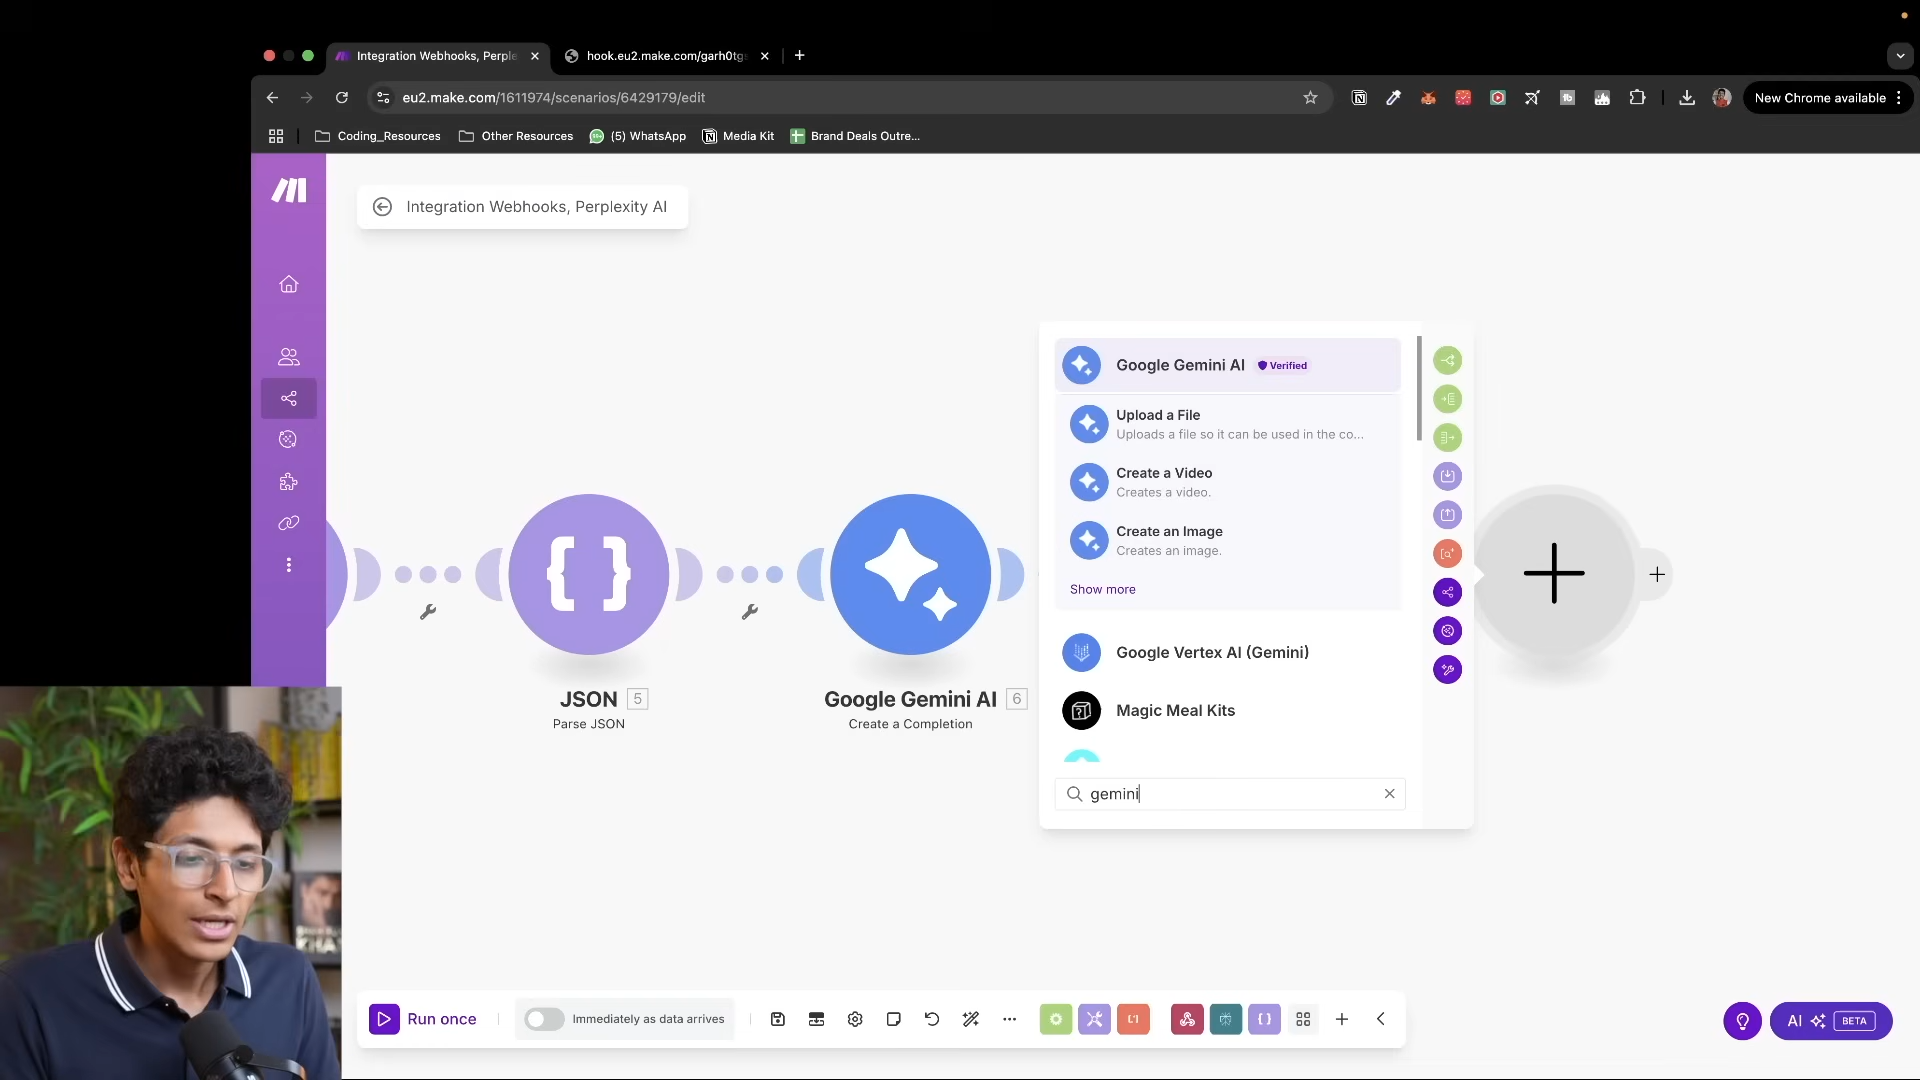 Integration Webhooks, Perple
hook.eu2.make.com/garh0tg
eu2.make.com/1611974/scenarios/6429179/edit
New Chrome available
Coding_Resources
Other Resources
(5) WhatsApp
Media Kit
Brand Deals Outre...
Integration Webhooks, Perplexity AI
Google Gemini AI
Verified
Upload a File
Uploads a file so it can be used in the co...
Create a Video
Creates a video.
Create an Image
Creates an image.
Show more
Google Vertex AI (Gemini)
Magic Meal Kits
gemini
JSON 5
Parse JSON
Google Gemini AI 6
Create a Completion
Run once
Immediately as data arrives
AI BETA